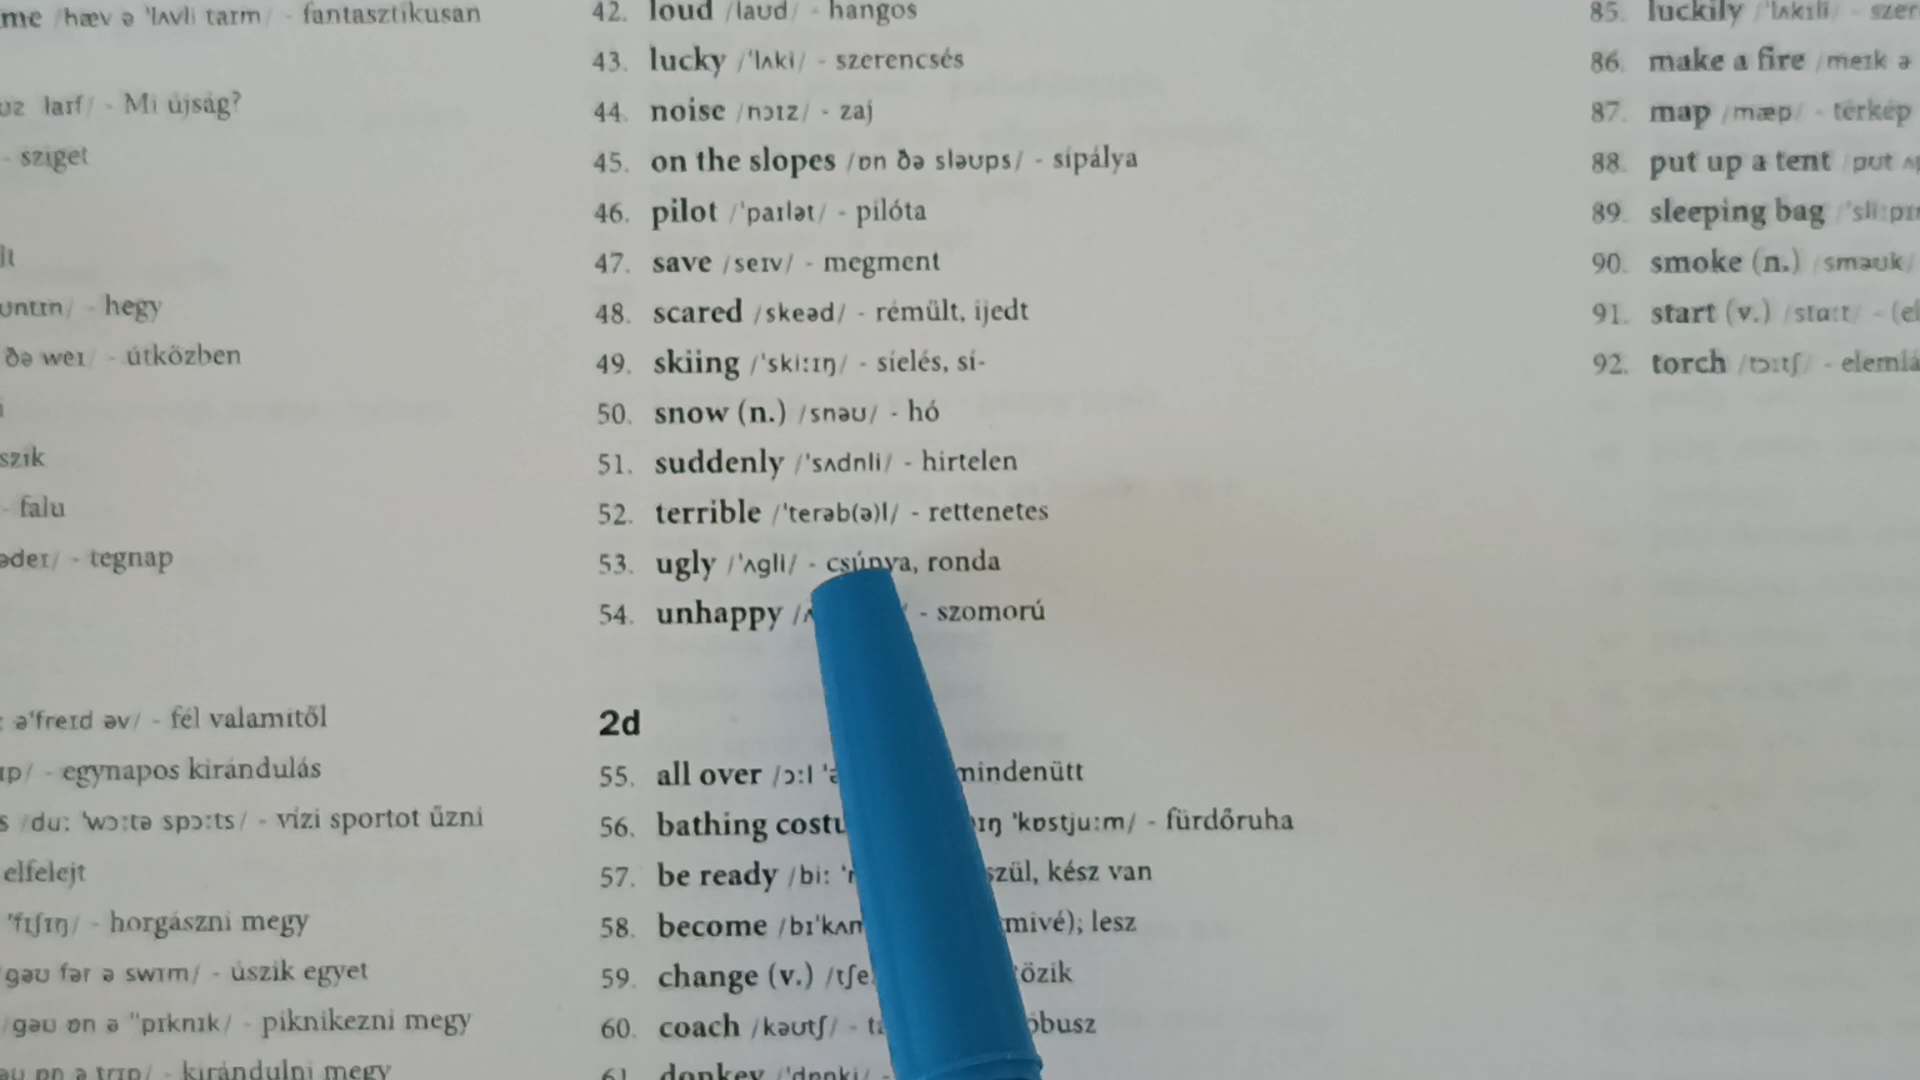 me /hæv ə 'lʌvli taɪm/ - fantasztikusan
larf/ - Mi újság?
- sziget
lt
ʊntɪn/ - hegy
ðə weɪ/ - útközben
i
szik
- falu
ədeɪ/ - tegnap
ə'freɪd əv/ - fél valamitől
ɪp/ - egynapos kirándulás
s /du: 'wɔ:tə spɔ:ts/ - vízi sportot űzni
elfelejt
'fɪʃɪŋ/ - horgászni megy
gəʊ fər ə swɪm/ - úszik egyet
/gəʊ ɒn ə "pɪknɪk/ - piknikezni megy
əʊ ɒn ə trɪp/ - kirándulni megy
42. loud /laʊd/ - hangos
43. lucky /'lʌki/ - szerencsés
44. noise /nɔɪz/ - zaj
45. on the slopes /ɒn ðə sləʊps/ - sípálya
46. pilot /'paɪlət/ - pilóta
47. save /seɪv/ - megment
48. scared /skeəd/ - rémült, ijedt
49. skiing /'ski:ɪŋ/ - síelés, sí-
50. snow (n.) /snəʊ/ - hó
51. suddenly /'sʌdnli/ - hirtelen
52. terrible /'terəb(ə)l/ - rettenetes
53. ugly /'ʌgli/ - csúnya, ronda
54. unhappy /ʌ - szomorú
2d
55. all over /ɔ:l mindenütt
56. bathing costu ɪŋ 'kɒstju:m/ - fürdőruha
57. be ready /bi: 'r szül, kész van
58. become /bɪ'kʌm mivé); lesz
59. change (v.) /tʃe özik
60. coach /kəʊtʃ/ - óbusz
61. donkey /'dɒŋki/ -
85. luckily /'lʌkɪli/ - szer
86. make a fire /meɪk ə
87. map /mæp/ - térkép
88. put up a tent /pʊt ʌp
89. sleeping bag /'sli:pɪŋ
90. smoke (n.) /sməʊk/
91. start (v.) /stɑ:t/ - (el
92. torch /tɔ:tʃ/ - elemlá